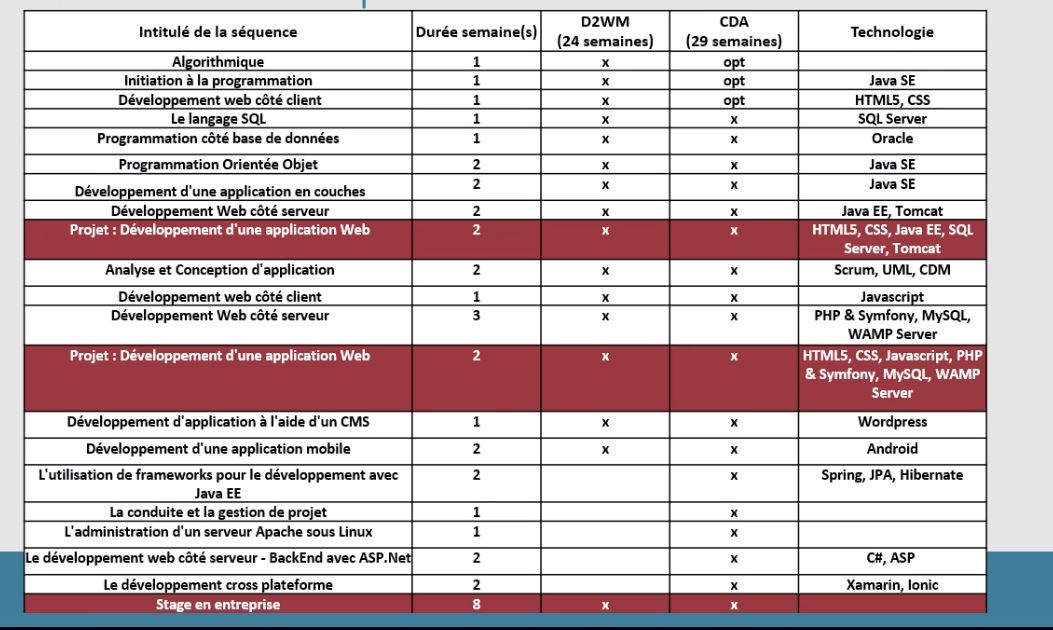 Intitulé de la séquence Durée semaine(s) D2WM (24 semaines) CDA (29 semaines) Technologie
Algorithmique 1 x opt
Initiation à la programmation 1 x opt Java SE
Développement web côté client 1 x opt HTML5, CSS
Le langage SQL 1 x x SQL Server
Programmation côté base de données 1 x x Oracle
Programmation Orientée Objet 2 x x Java SE
Développement d'une application en couches 2 x x Java SE
Développement Web côté serveur 2 x x Java EE, Tomcat
Projet : Développement d'une application Web 2 x x HTML5, CSS, Java EE, SQL
Server, Tomcat
Analyse et Conception d'application 2 x x Scrum, UML, CDM
Développement web côté client 1 x x Javascript
Développement Web côté serveur 3 x x PHP & Symfony, MySQL,
WAMP Server
Projet : Développement d'une application Web 2 x x HTML5, CSS, Javascript, PHP
& Symfony, MySQL, WAMP
Server
Développement d'application à l'aide d'un CMS 1 x x Wordpress
Développement d'une application mobile 2 x x Android
L'utilisation de frameworks pour le développement avec 2 x Spring, JPA, Hibernate
Java EE
La conduite et la gestion de projet 1 x
L'administration d'un serveur Apache sous Linux 1 x
Le développement web côté serveur - BackEnd avec ASP.Net 2 x C#, ASP
Le développement cross plateforme 2 x Xamarin, Ionic
Stage en entreprise 8 x x